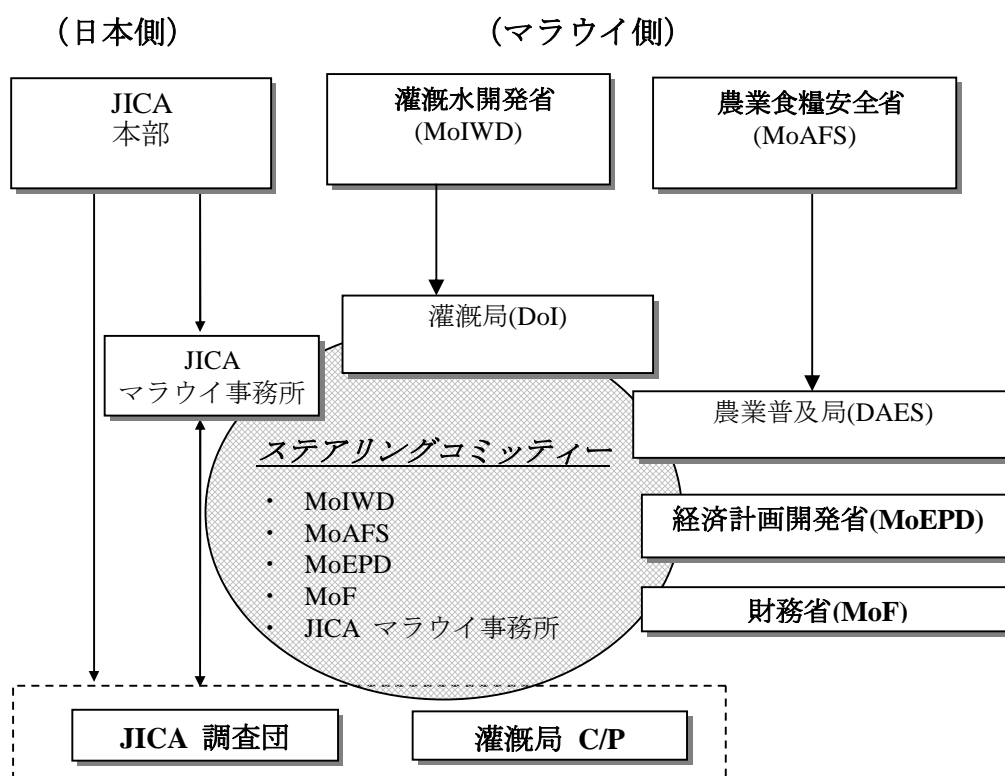 （日本側）
（マラウイ側）
JICA
本部
灌漑水開発省
(MoIWD)
農業食糧安全省
(MoAFS)
灌漑局(DoI)
JICA
マラウイ事務所
農業普及局(DAES)
ステアリングコミッティー
・ MoIWD
・ MoAFS
・ MoEPD
・ MoF
・ JICA マラウイ事務所
経済計画開発省(MoEPD)
財務省(MoF)
JICA 調査団
灌漑局 C/P